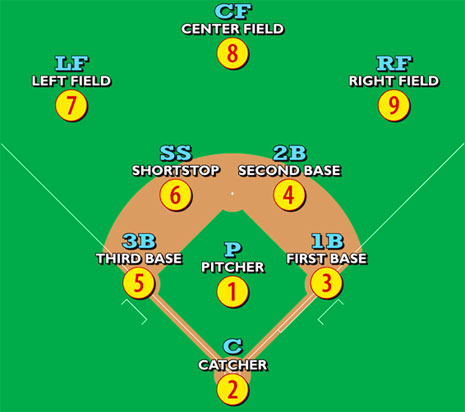 CF
CENTER FIELD
8
LF
LEFT FIELD
7
RF
RIGHT FIELD
9
SS
SHORTSTOP
6
2B
SECOND BASE
4
3B
THIRD BASE
5
P
PITCHER
1
1B
FIRST BASE
3
C
CATCHER
2